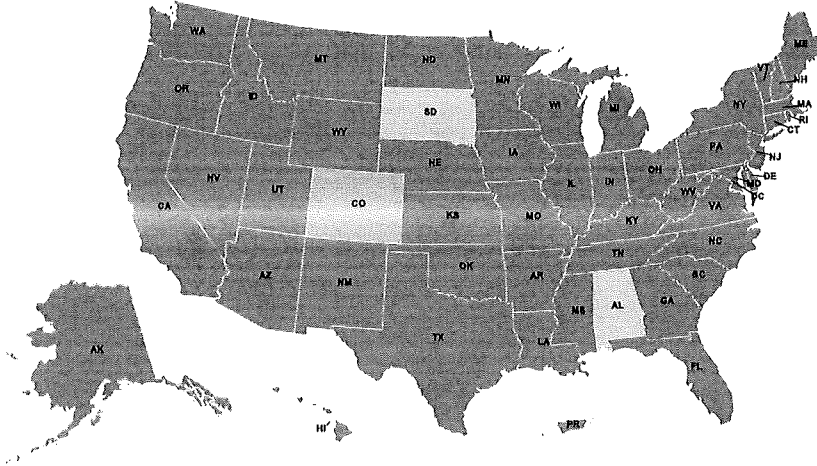 WA
MT
ND
MN
ME
VT
NH
OR
ID
SD
WI
MI
NY
MA
RI
CT
WY
IA
PA
NJ
NE
NV
UT
IL
IN
OH
DE
MD
DC
WV
VA
CA
CO
KS
MO
KY
NC
TN
AZ
NM
OK
AR
SC
MS
AL
GA
TX
LA
FL
AK
HI
PR